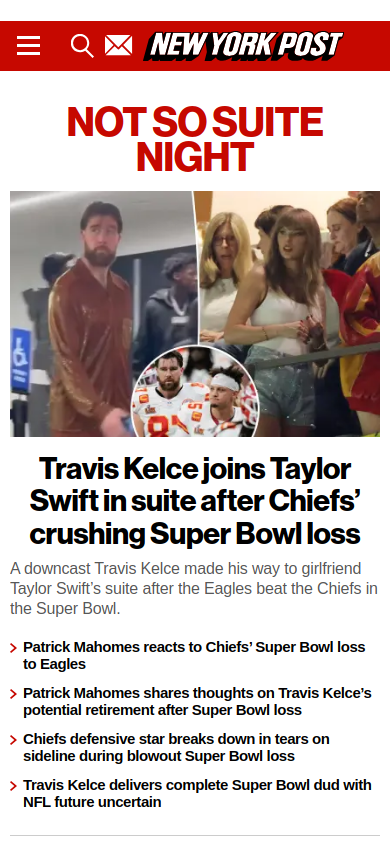 NEW YORK POST
NOT SO SUITE
NIGHT
Travis Kelce joins Taylor
Swift in suite after Chiefs’
crushing Super Bowl loss
A downcast Travis Kelce made his way to girlfriend
Taylor Swift’s suite after the Eagles beat the Chiefs in
the Super Bowl.
Patrick Mahomes reacts to Chiefs’ Super Bowl loss
to Eagles
Patrick Mahomes shares thoughts on Travis Kelce’s
potential retirement after Super Bowl loss
Chiefs defensive star breaks down in tears on
sideline during blowout Super Bowl loss
Travis Kelce delivers complete Super Bowl dud with
NFL future uncertain